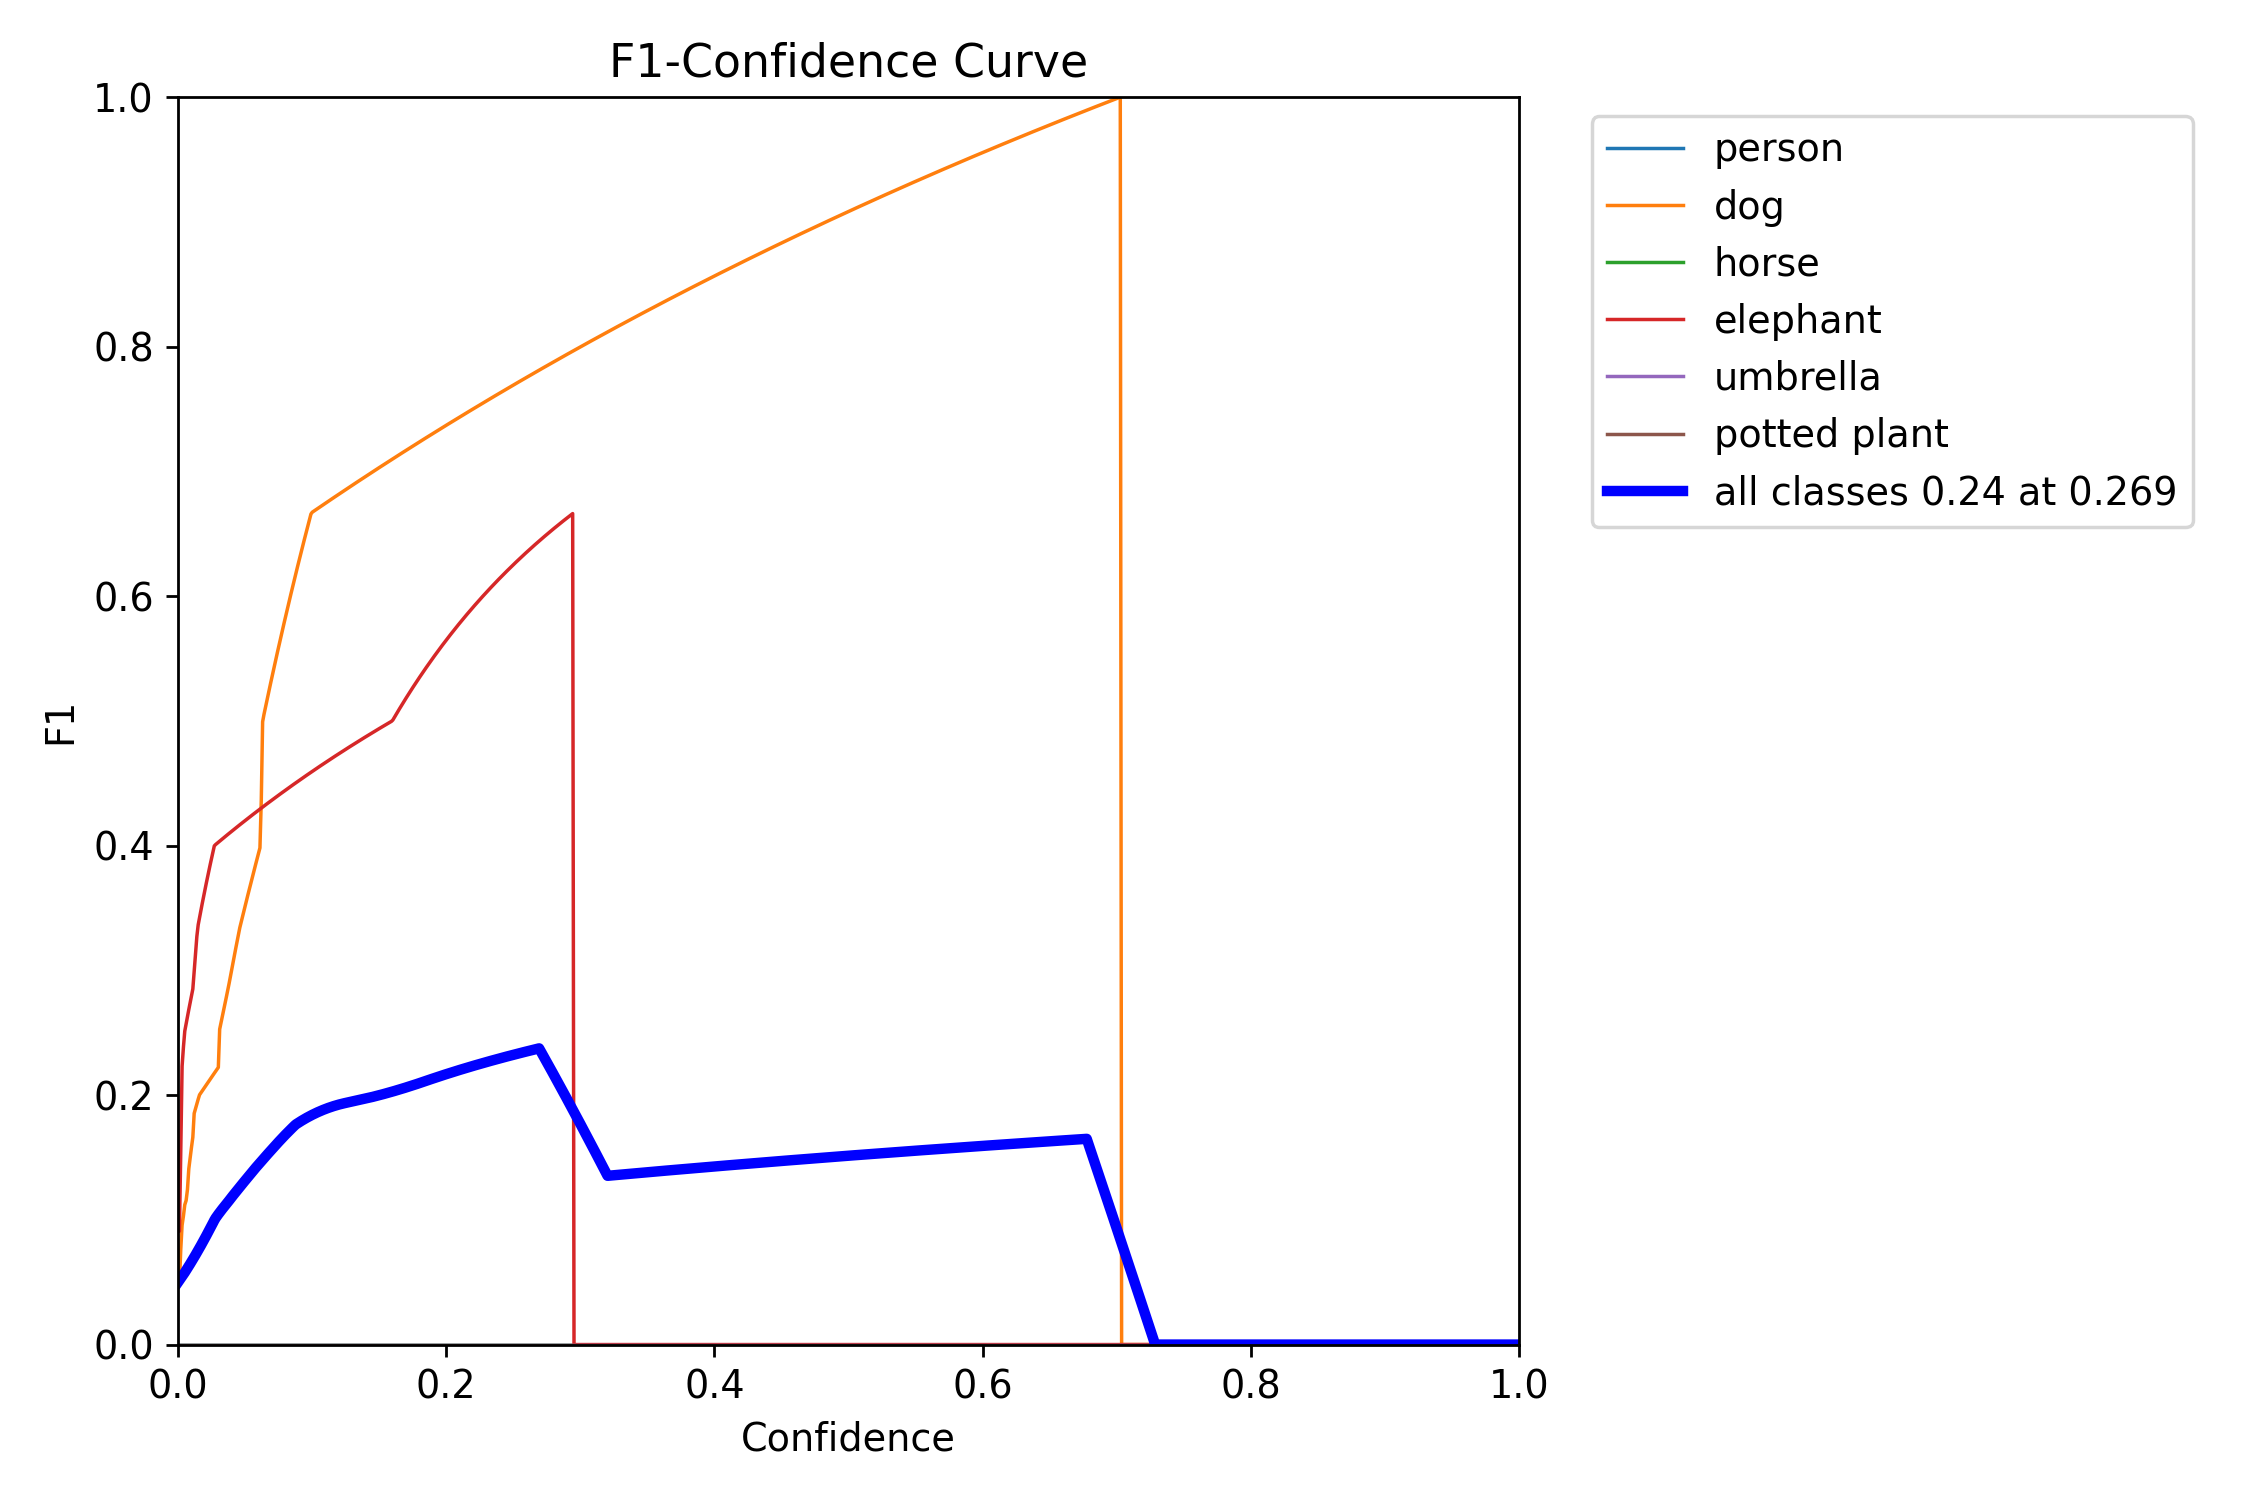 F1-Confidence Curve
1.0
0.8
0.6
0.4
0.2
0.0
F1
0.0 0.2 0.4 0.6 0.8 1.0
Confidence
person
dog
horse
elephant
umbrella
potted plant
all classes 0.24 at 0.269